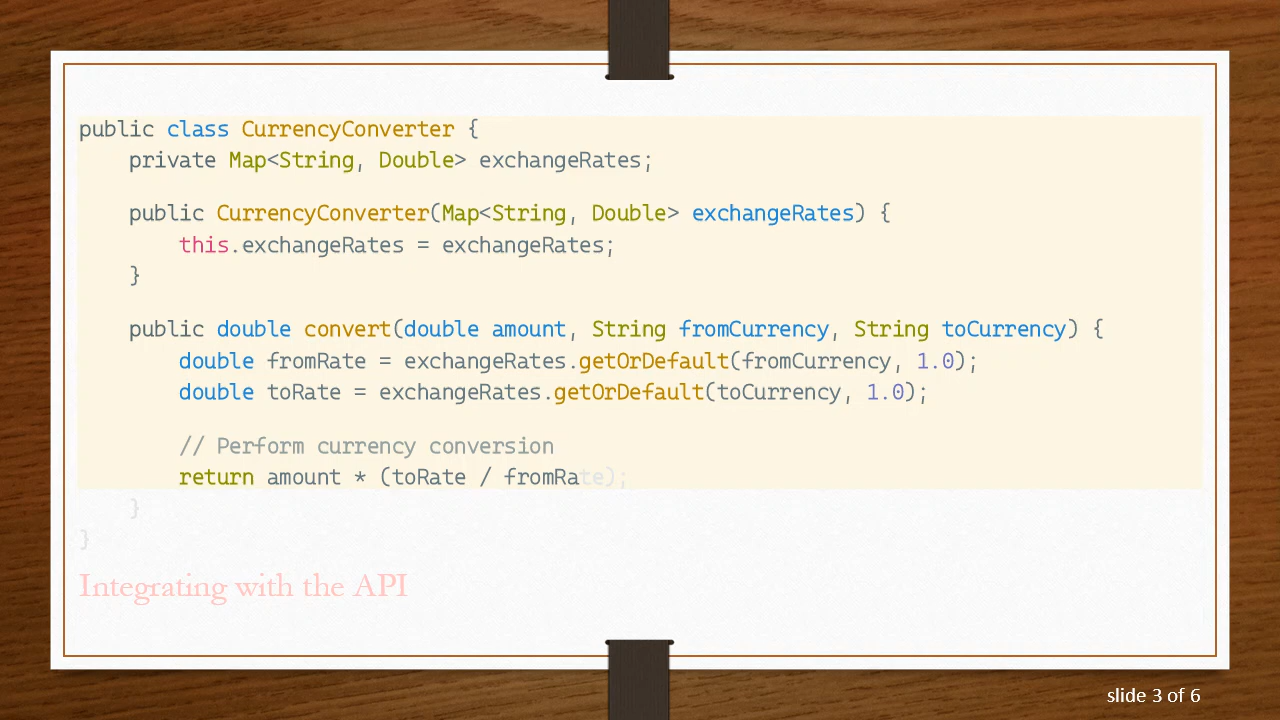 public class CurrencyConverter {
    private Map<String, Double> exchangeRates;
    public CurrencyConverter(Map<String, Double> exchangeRates) {
        this.exchangeRates = exchangeRates;
    }
    public double convert(double amount, String fromCurrency, String toCurrency) {
        double fromRate = exchangeRates.getOrDefault(fromCurrency, 1.0);
        double toRate = exchangeRates.getOrDefault(toCurrency, 1.0);
        // Perform currency conversion
        return amount * (toRate / fromRate);
    }
}
Integrating with the API
slide 3 of 6